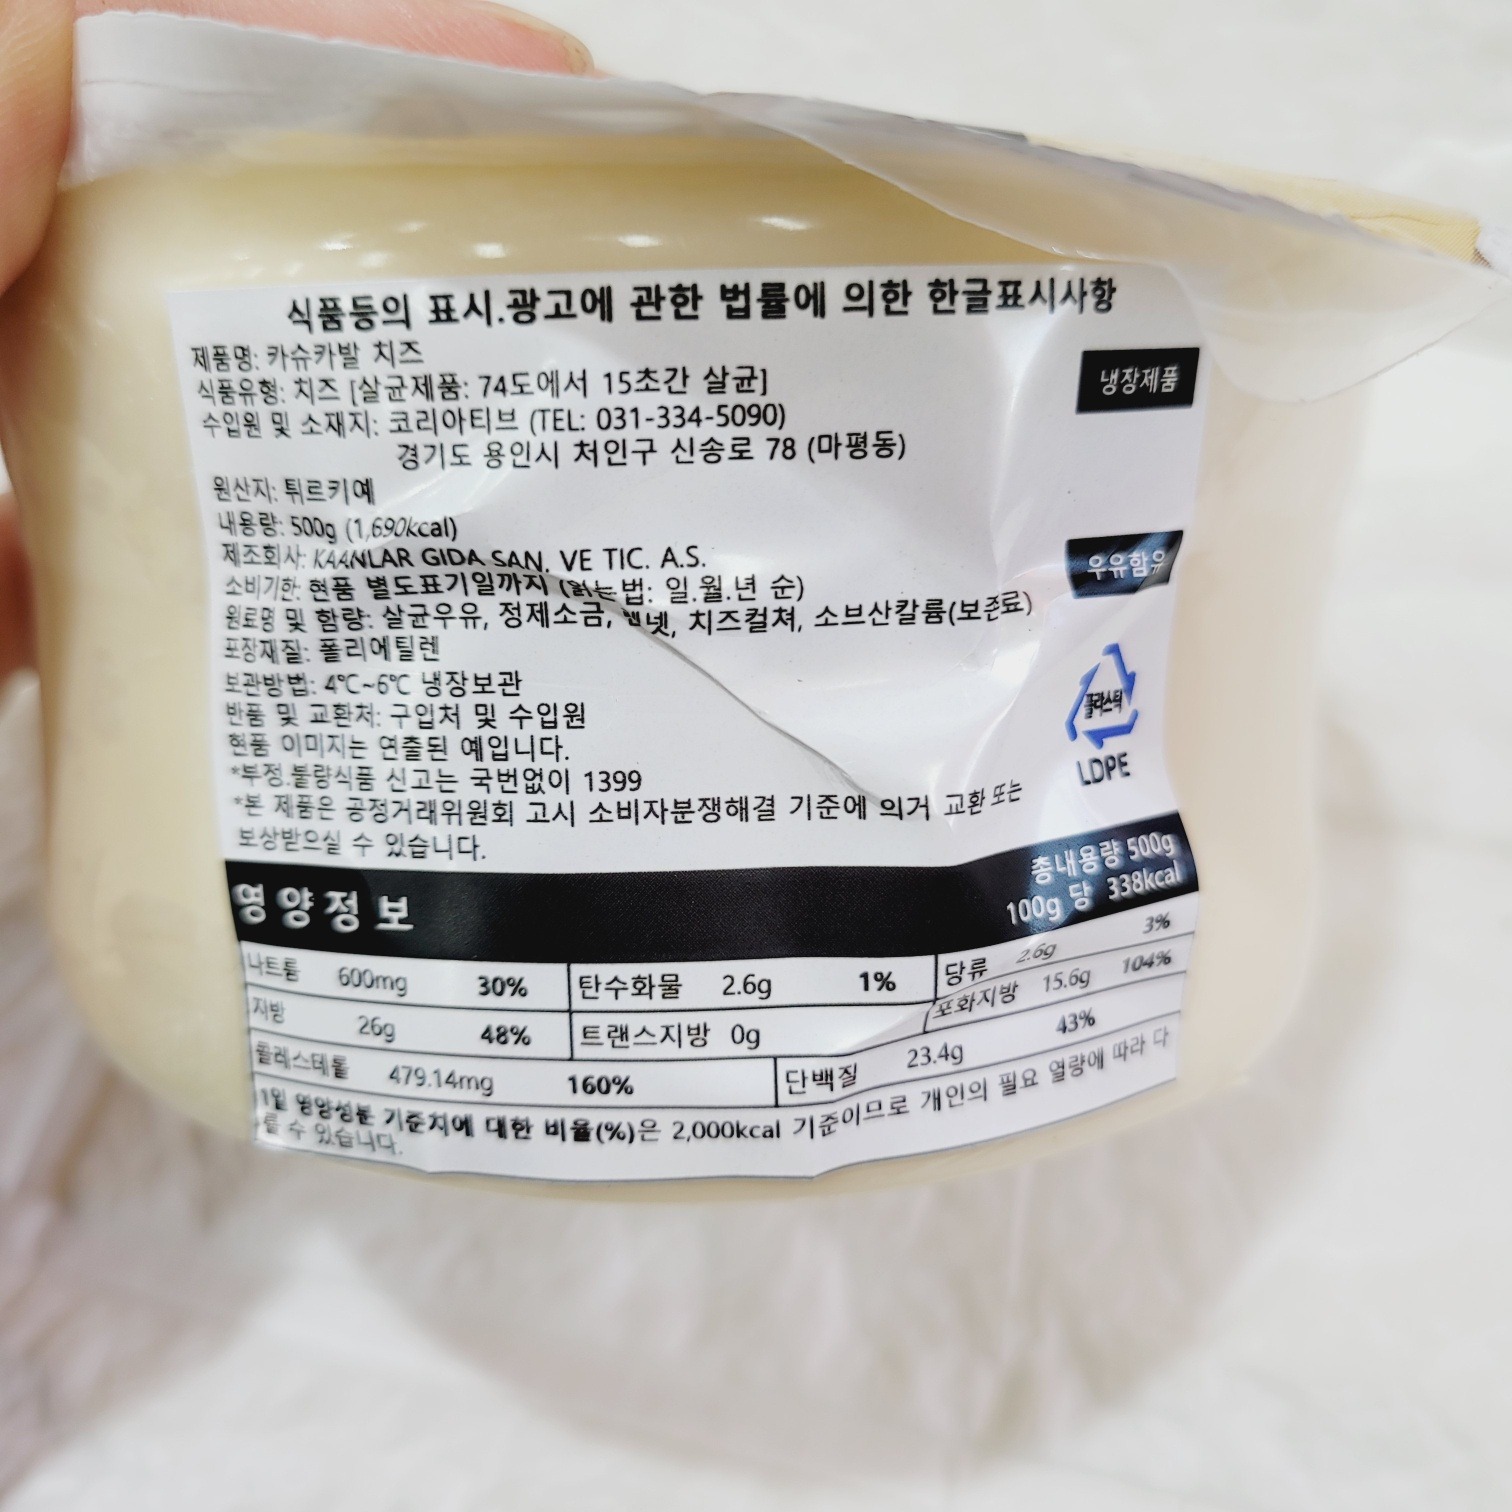 식품등의 표시.광고에 관한 법률에 의한 한글표시사항
제품명: 카슈카발 치즈
냉장제품
식품유형: 치즈 [살균제품: 74도에서 15초간 살균]
수입원 및 소재지: 코리아티브 (TEL: 031-334-5090)
경기도 용인시 처인구 신송로 78 (마평동)
원산지: 튀르키예
내용량: 500g (1,690kcal)
제조회사: KAANLAR GIDA SAN. VE TIC. A.S.
우유함유
소비기한: 현품 별도표기일까지 (읽는법: 일.월.년 순)
원료명 및 함량: 살균우유, 정제소금, 렌넷, 치즈컬쳐, 소브산칼륨(보존료)
포장재질: 폴리에틸렌
보관방법: 4℃~6℃ 냉장보관
플라스틱
반품 및 교환처: 구입처 및 수입원
현품 이미지는 연출된 예입니다.
LDPE
*부정.불량식품 신고는 국번없이 1399
*본 제품은 공정거래위원회 고시 소비자분쟁해결 기준에 의거 교환 또는
보상받으실 수 있습니다.
영양정보
총내용량 500g
100g 당 338kcal
나트륨 600mg 30% 탄수화물 2.6g 1% 당류 2.6g 3%
지방 26g 48% 트랜스지방 0g 포화지방 15.6g 104%
콜레스테롤 479.14mg 160% 단백질 23.4g 43%
1일 영양성분 기준치에 대한 비율(%)은 2,000kcal 기준이므로 개인의 필요 열량에 따라 다
를 수 있습니다.